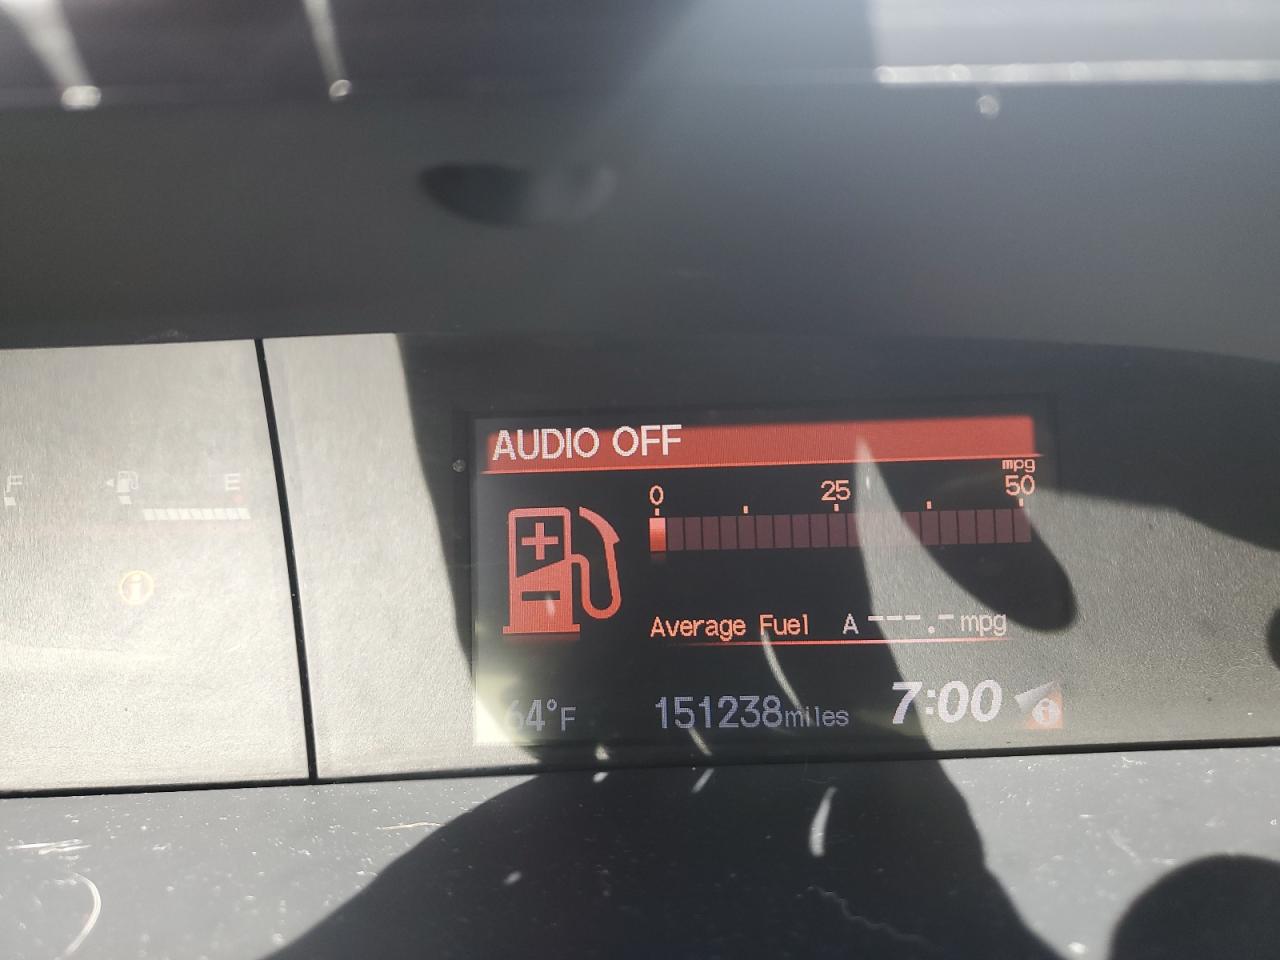 AUDIO OFF
mpg
0 25 50
F E
Average Fuel A ---.- mpg
64°F 151238miles 7:00